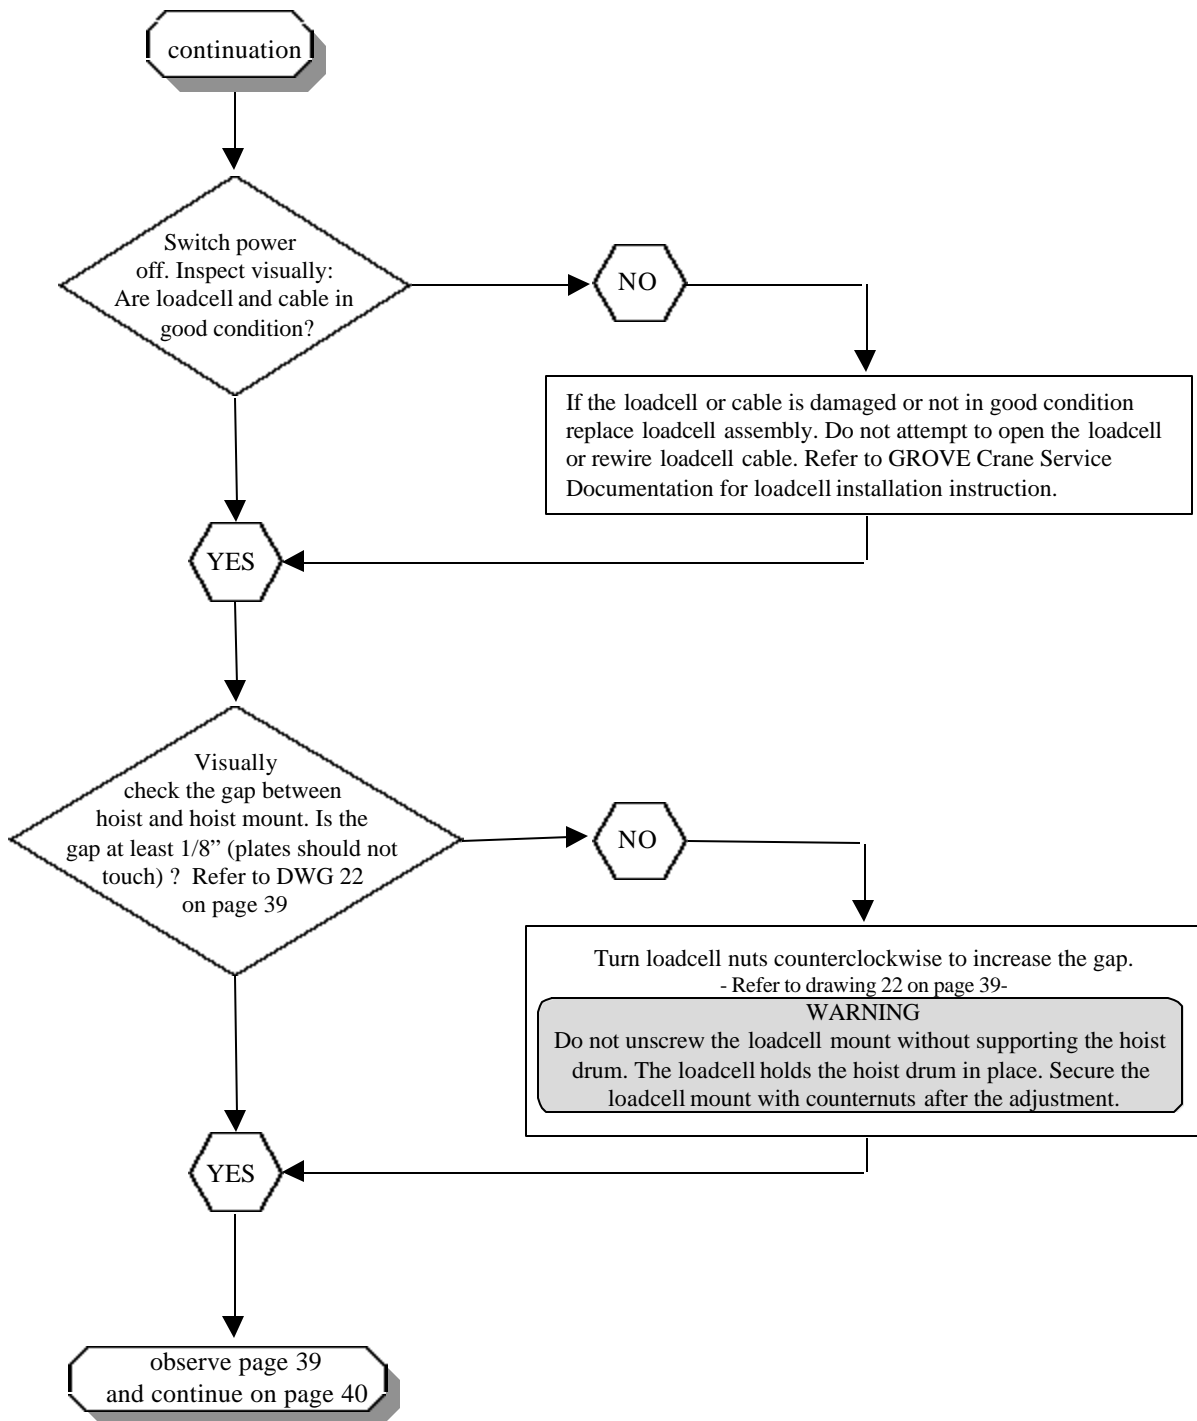 continuation
Switch power
off. Inspect visually:
Are loadcell and cable in
good condition?
NO
If the loadcell or cable is damaged or not in good condition
replace loadcell assembly. Do not attempt to open the loadcell
or rewire loadcell cable. Refer to GROVE Crane Service
Documentation for loadcell installation instruction.
YES
Visually
check the gap between
hoist and hoist mount. Is the
gap at least 1/8” (plates should not
touch) ? Refer to DWG 22
on page 39
NO
Turn loadcell nuts counterclockwise to increase the gap.
- Refer to drawing 22 on page 39-
WARNING
Do not unscrew the loadcell mount without supporting the hoist
drum. The loadcell holds the hoist drum in place. Secure the
loadcell mount with counternuts after the adjustment.
YES
observe page 39
and continue on page 40